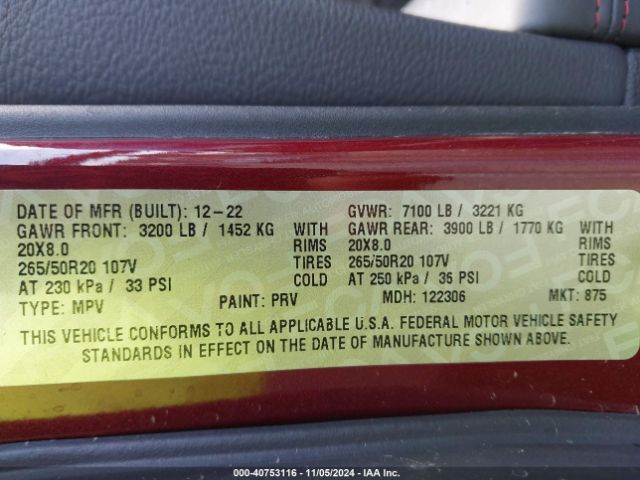 DATE OF MFR (BUILT): 12-22 GVWR: 7100 LB / 3221 KG
GAWR FRONT: 3200 LB / 1452 KG WITH GAWR REAR: 3900 LB / 1770 KG WITH
20X8.0 RIMS 20X8.0 RIMS
265/50R20 107V TIRES 265/50R20 107V TIRES
AT 230 kPa / 33 PSI COLD AT 250 kPa / 36 PSI COLD
TYPE: MPV PAINT: PRV MDH: 122306 MKT: 875
THIS VEHICLE CONFORMS TO ALL APPLICABLE U.S.A. FEDERAL MOTOR VEHICLE SAFETY
STANDARDS IN EFFECT ON THE DATE OF MANUFACTURE SHOWN ABOVE.
000-40753116 - 11/05/2024 - IAA Inc.